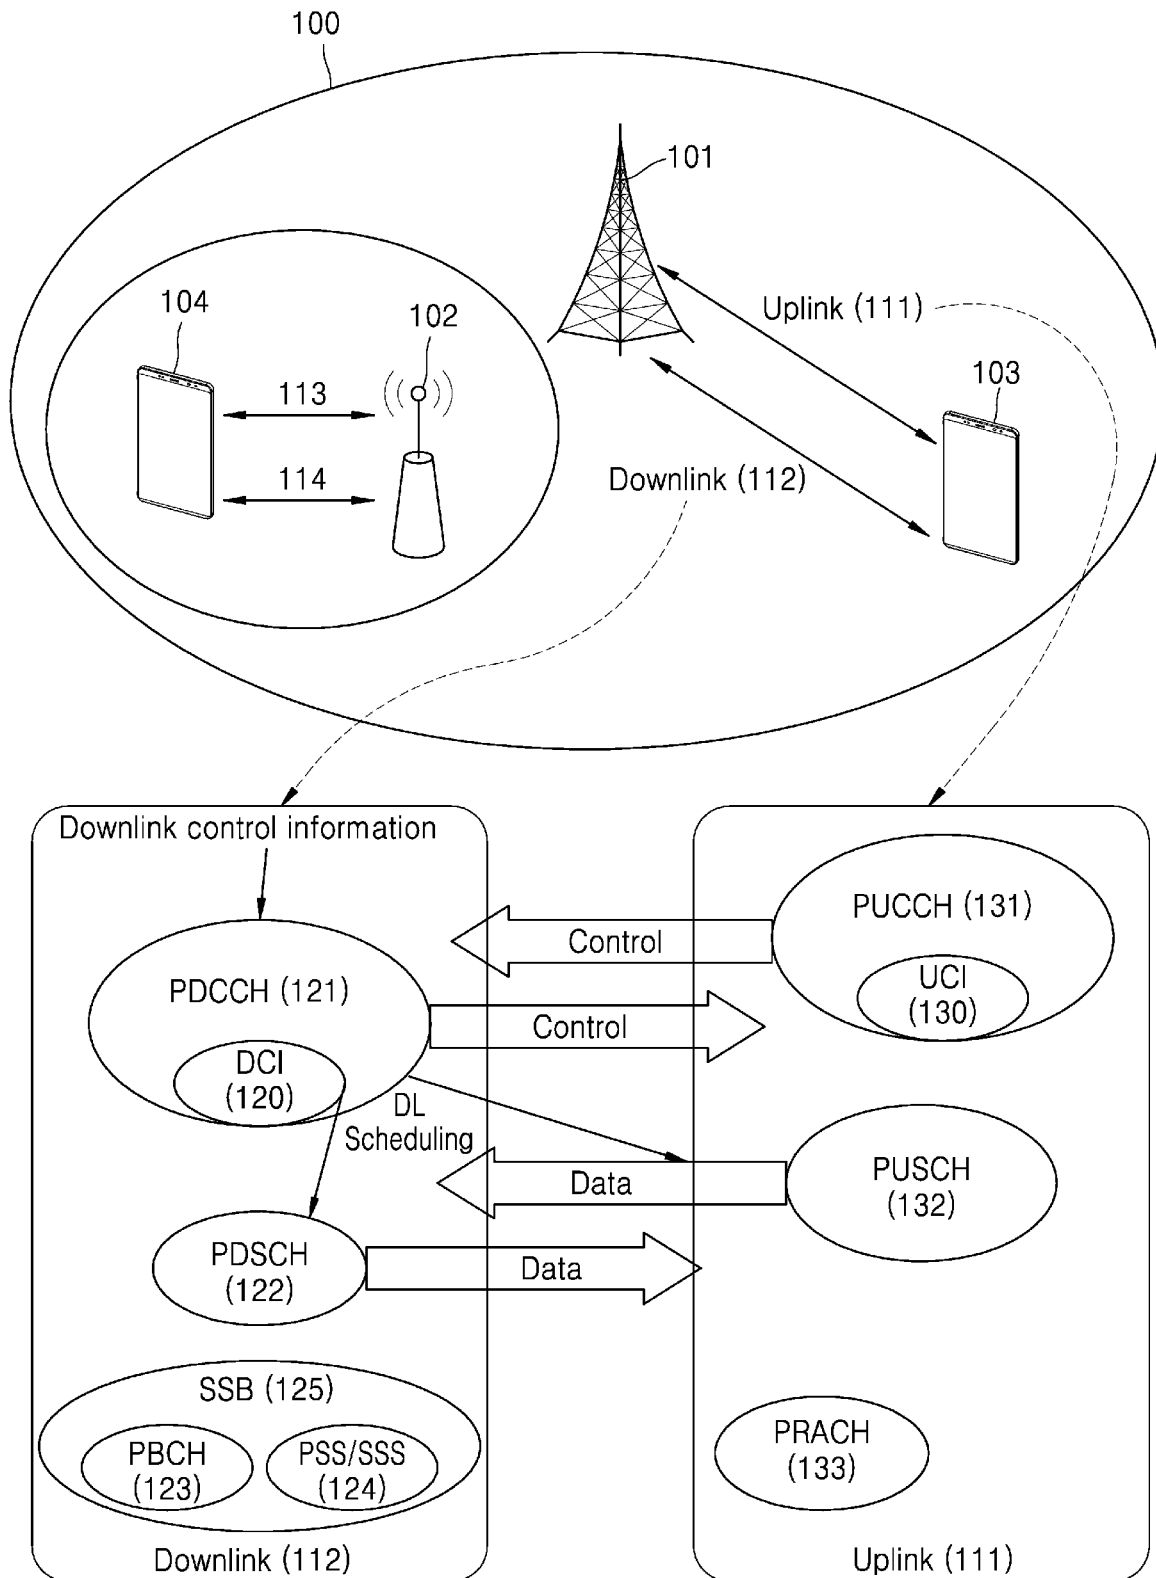 100
101
Uplink (111)
104
102
103
113
114
Downlink (112)
Downlink control information
PUCCH (131)
Control
UCI
(130)
PDCCH (121)
Control
DCI
(120)
DL
Scheduling
PUSCH
(132)
Data
PDSCH
(122)
Data
SSB (125)
PBCH
(123)
PSS/SSS
(124)
PRACH
(133)
Downlink (112)
Uplink (111)